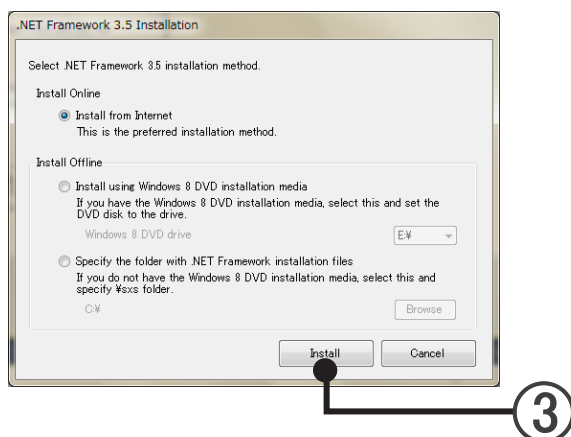 .NET Framework 3.5 Installation
Select .NET Framework 3.5 installation method.
Install Online
Install from Internet
This is the preferred installation method.
Install Offline
Install using Windows 8 DVD installation media
If you have the Windows 8 DVD installation media, select this and set the
DVD disk to the drive.
Windows 8 DVD drive
E:¥
Specify the folder with .NET Framework installation files
If you do not have the Windows 8 DVD installation media, select this and
specify ¥sxs folder.
C:¥
Browse
Install
Cancel
3